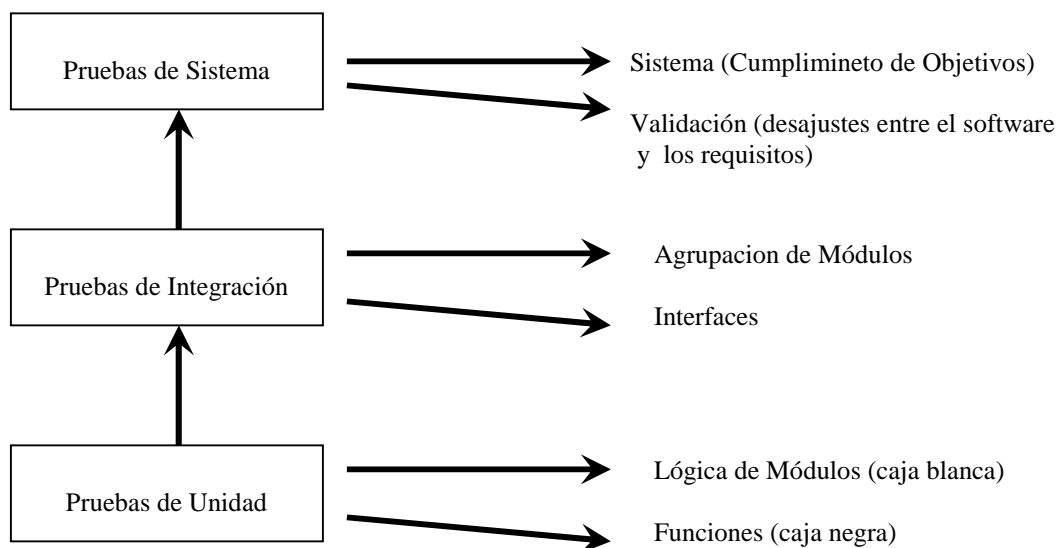 Pruebas de Sistema
Sistema (Cumplimineto de Objetivos)
Validación (desajustes entre el software
y los requisitos)
Pruebas de Integración
Agrupacion de Módulos
Interfaces
Pruebas de Unidad
Lógica de Módulos (caja blanca)
Funciones (caja negra)